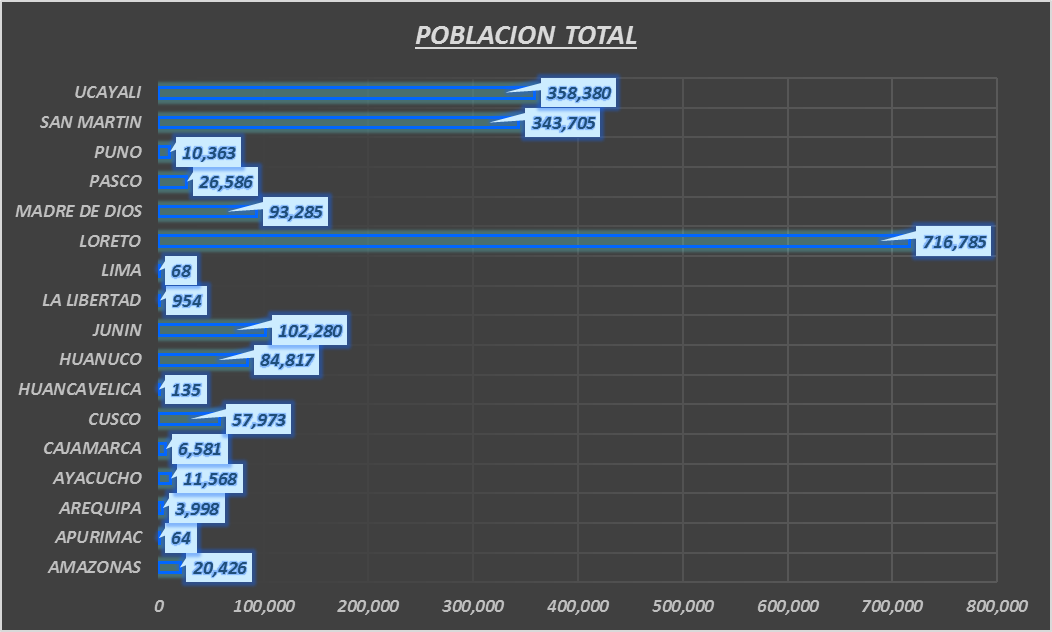 POBLACION TOTAL
UCAYALI 358,380
SAN MARTIN 343,705
PUNO 10,363
PASCO 26,586
MADRE DE DIOS 93,285
LORETO 716,785
LIMA 68
LA LIBERTAD 954
JUNIN 102,280
HUANUCO 84,817
HUANCAVELICA 135
CUSCO 57,973
CAJAMARCA 6,581
AYACUCHO 11,568
AREQUIPA 3,998
APURIMAC 64
AMAZONAS 20,426
0 100,000 200,000 300,000 400,000 500,000 600,000 700,000 800,000